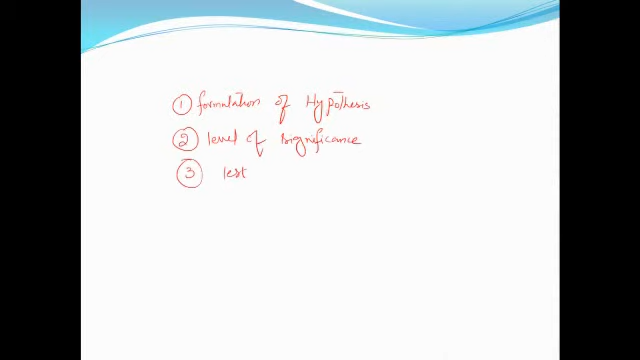 ① formulation of Hypothesis
② level of significance
③ test